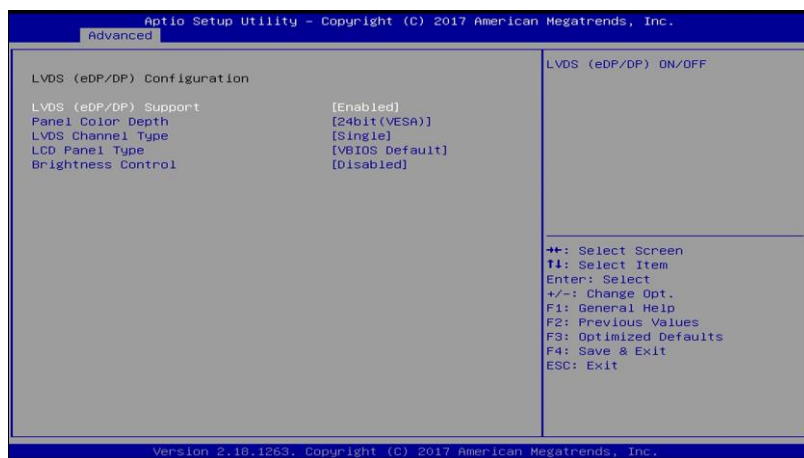 Aptio Setup Utility – Copyright (C) 2017 American Megatrends, Inc.
Advanced
LVDS (eDP/DP) Configuration
LVDS (eDP/DP) Support [Enabled]
Panel Color Depth [24bit(VESA)]
LVDS Channel Type [Single]
LCD Panel Type [VBIOS Default]
Brightness Control [Disabled]
LVDS (eDP/DP) ON/OFF
→←: Select Screen
↑↓: Select Item
Enter: Select
+/-: Change Opt.
F1: General Help
F2: Previous Values
F3: Optimized Defaults
F4: Save & Exit
ESC: Exit
Version 2.18.1263. Copyright (C) 2017 American Megatrends, Inc.